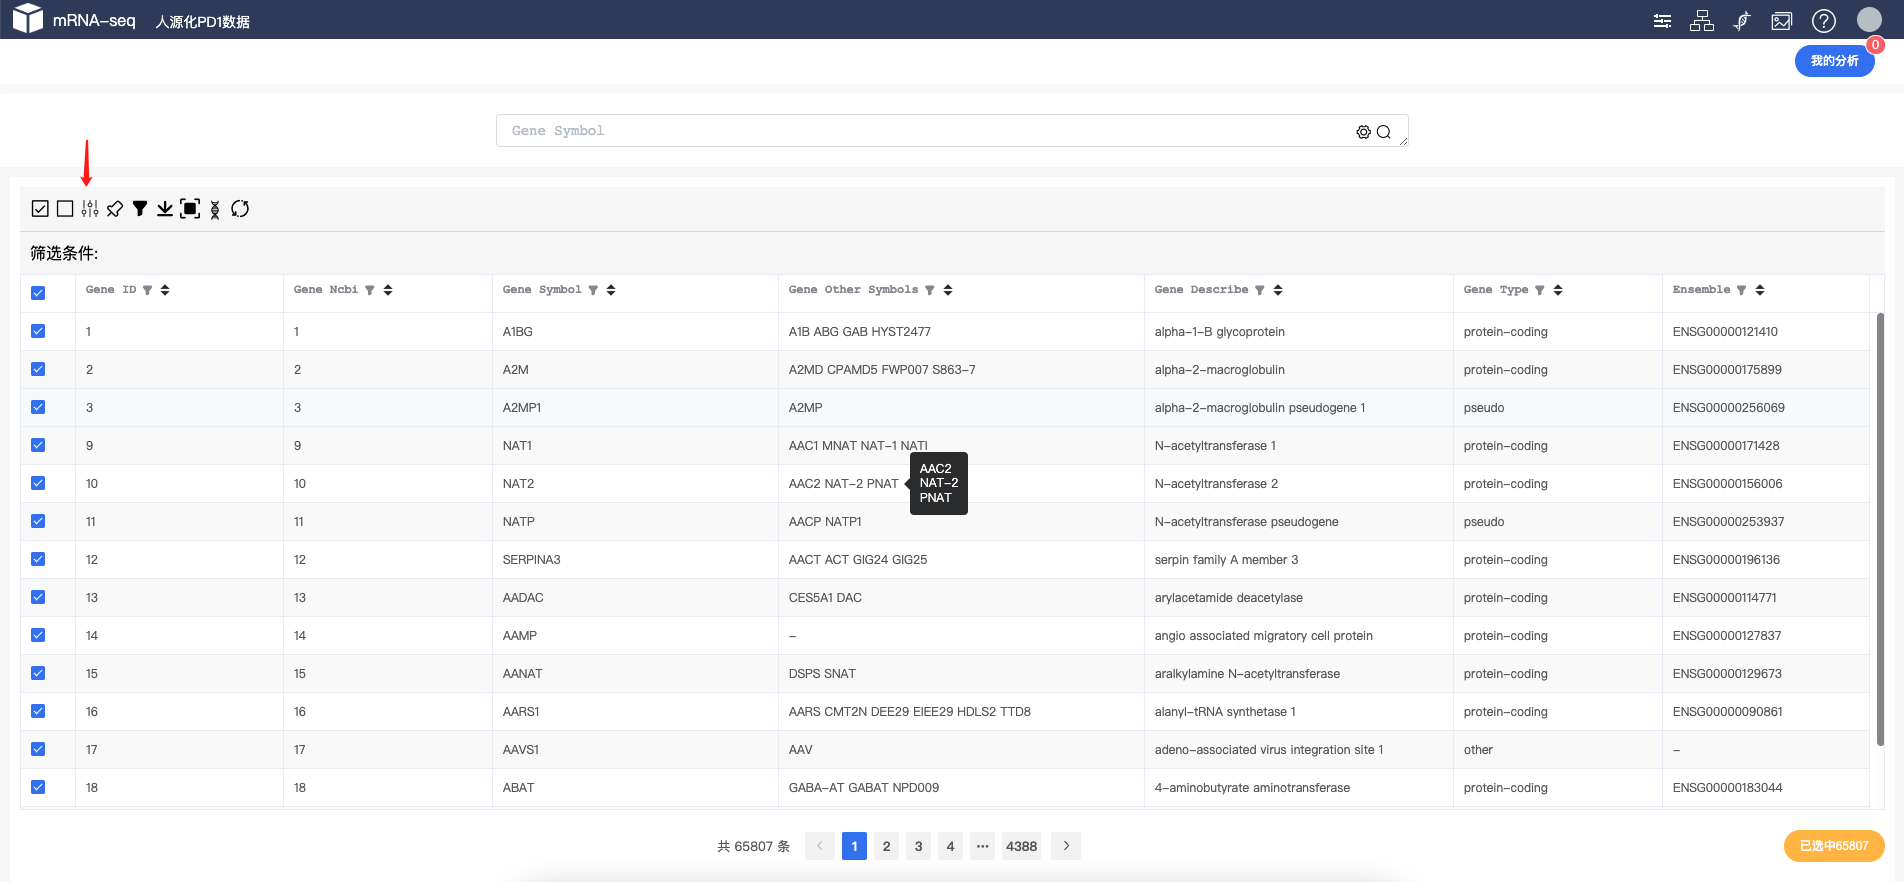 mRNA-seq 人源化PD1数据
0
我的分析
Gene Symbol
筛选条件:
Gene ID Gene Ncbi Gene Symbol Gene Other Symbols Gene Describe Gene Type Ensemble
1 1 A1BG A1B ABG GAB HYST2477 alpha-1-B glycoprotein protein-coding ENSG00000121410
2 2 A2M A2MD CPAMD5 FWP007 S863-7 alpha-2-macroglobulin protein-coding ENSG00000175899
3 3 A2MP1 A2MP alpha-2-macroglobulin pseudogene 1 pseudo ENSG00000256069
9 9 NAT1 AAC1 MNAT NAT-1 NATI N-acetyltransferase 1 protein-coding ENSG00000171428
10 10 NAT2 AAC2 NAT-2 PNAT N-acetyltransferase 2 protein-coding ENSG00000156006
AAC2
NAT-2
PNAT
11 11 NATP AACP NATP1 N-acetyltransferase pseudogene pseudo ENSG00000253937
12 12 SERPINA3 AACT ACT GIG24 GIG25 serpin family A member 3 protein-coding ENSG00000196136
13 13 AADAC CES5A1 DAC arylacetamide deacetylase protein-coding ENSG00000114771
14 14 AAMP - angio associated migratory cell protein protein-coding ENSG00000127837
15 15 AANAT DSPS SNAT aralkylamine N-acetyltransferase protein-coding ENSG00000129673
16 16 AARS1 AARS CMT2N DEE29 EIEE29 HDLS2 TTD8 alanyl-tRNA synthetase 1 protein-coding ENSG00000090861
17 17 AAVS1 AAV adeno-associated virus integration site 1 other -
18 18 ABAT GABA-AT GABAT NPD009 4-aminobutyrate aminotransferase protein-coding ENSG00000183044
共 65807 条 1 2 3 4 ··· 4388
已选中65807